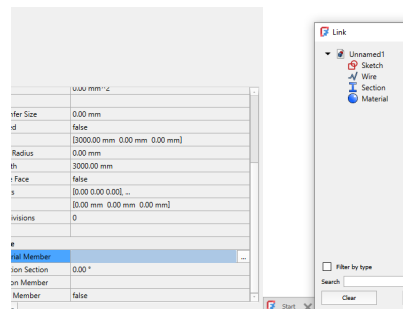 0.00 mm^2
nfer Size 0.00 mm
ed false
[3000.00 mm 0.00 mm 0.00 mm]
Radius 0.00 mm
th 3000.00 mm
Face false
s [0.00 0.00 0.00], ...
[0.00 mm 0.00 mm 0.00 mm]
ivisions 0
e
rial Member ...
ion Section 0.00 °
on Member
Member false
Start
Link
Unnamed1
Sketch
Wire
Section
Material
Filter by type
Search
Clear